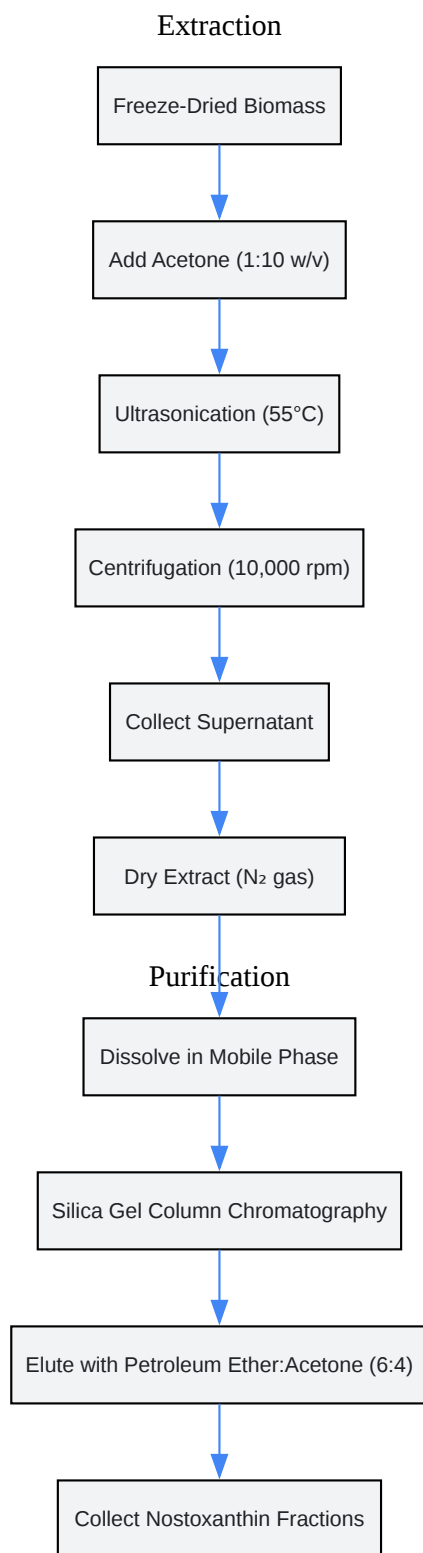 Extraction
Freeze-Dried Biomass
Add Acetone (1:10 w/v)
Ultrasonication (55°C)
Centrifugation (10,000 rpm)
Collect Supernatant
Dry Extract (N₂ gas)
Purification
Dissolve in Mobile Phase
Silica Gel Column Chromatography
Elute with Petroleum Ether:Acetone (6:4)
Collect Nostoxanthin Fractions